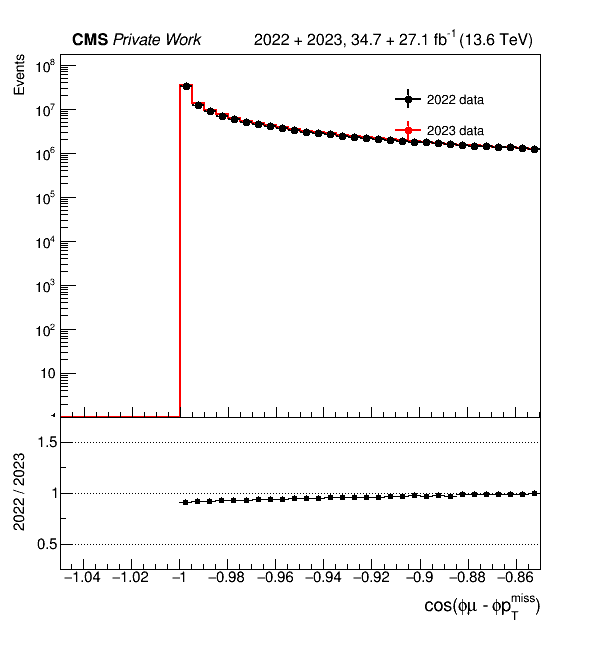 CMS Private Work 2022 + 2023, 34.7 + 27.1 fb⁻¹ (13.6 TeV)
Events
10⁸
10⁷
10⁶
10⁵
10⁴
10³
10²
10
2022 data
2023 data
2022 / 2023
1.5
1
0.5
−1.04 −1.02 −1 −0.98 −0.96 −0.94 −0.92 −0.9 −0.88 −0.86
cos(ϕμ - ϕp_T^miss)